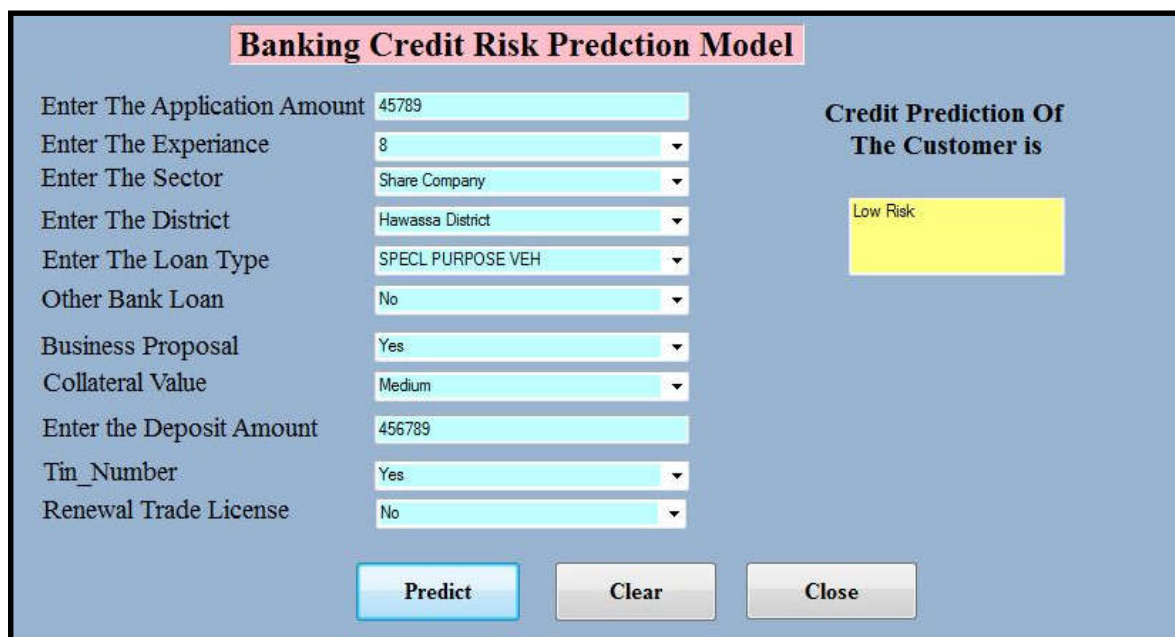 Banking Credit Risk Predction Model
Enter The Application Amount 45789
Enter The Experiance 8
Enter The Sector Share Company
Enter The District Hawassa District
Enter The Loan Type SPECL PURPOSE VEH
Other Bank Loan No
Business Proposal Yes
Collateral Value Medium
Enter the Deposit Amount 456789
Tin_Number Yes
Renewal Trade License No
Credit Prediction Of
The Customer is
Low Risk
Predict Clear Close